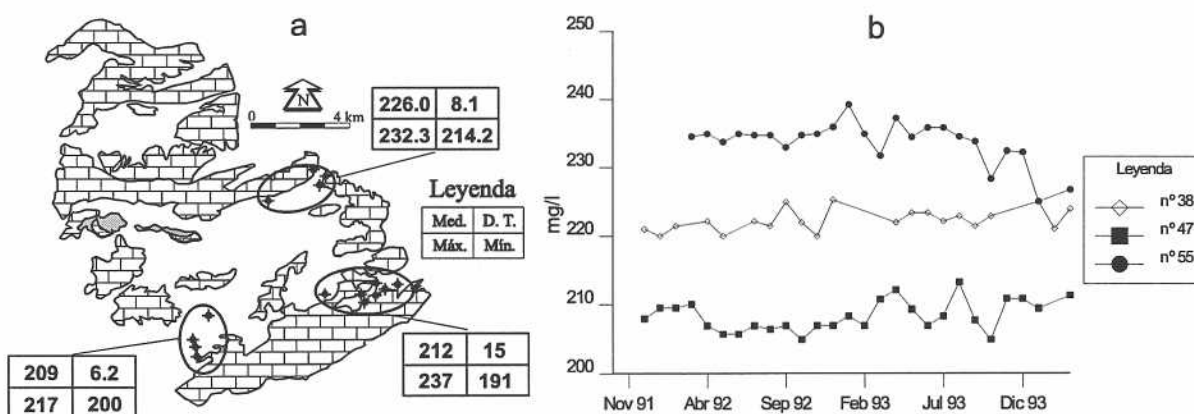 a
N
0 4 km
226.0 8.1
232.3 214.2
Leyenda
Med. D. T.
Máx. Mín.
209 6.2
217 200
212 15
237 191
b
mg/l
250
240
230
220
210
200
Nov 91 Abr 92 Sep 92 Feb 93 Jul 93 Dic 93
Leyenda
nº 38
nº 47
nº 55